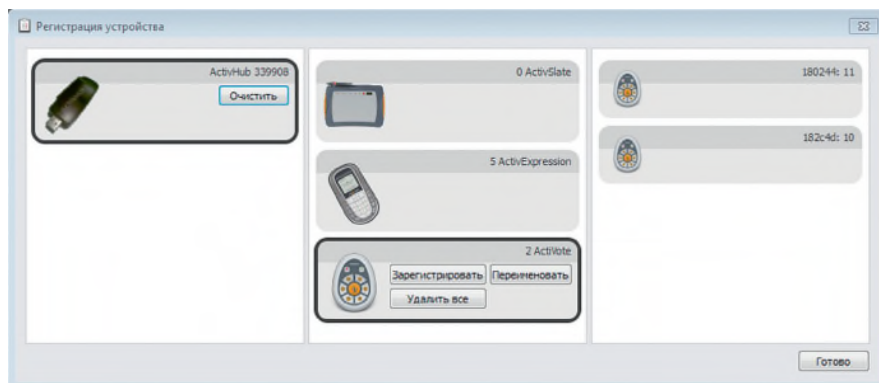 Регистрация устройства
ActivHub 339908
Очистить
0 ActivSlate
5 ActivExpression
2 ActiVote
Зарегистрировать
Переименовать
Удалить все
180244: 11
182c4d: 10
Готово